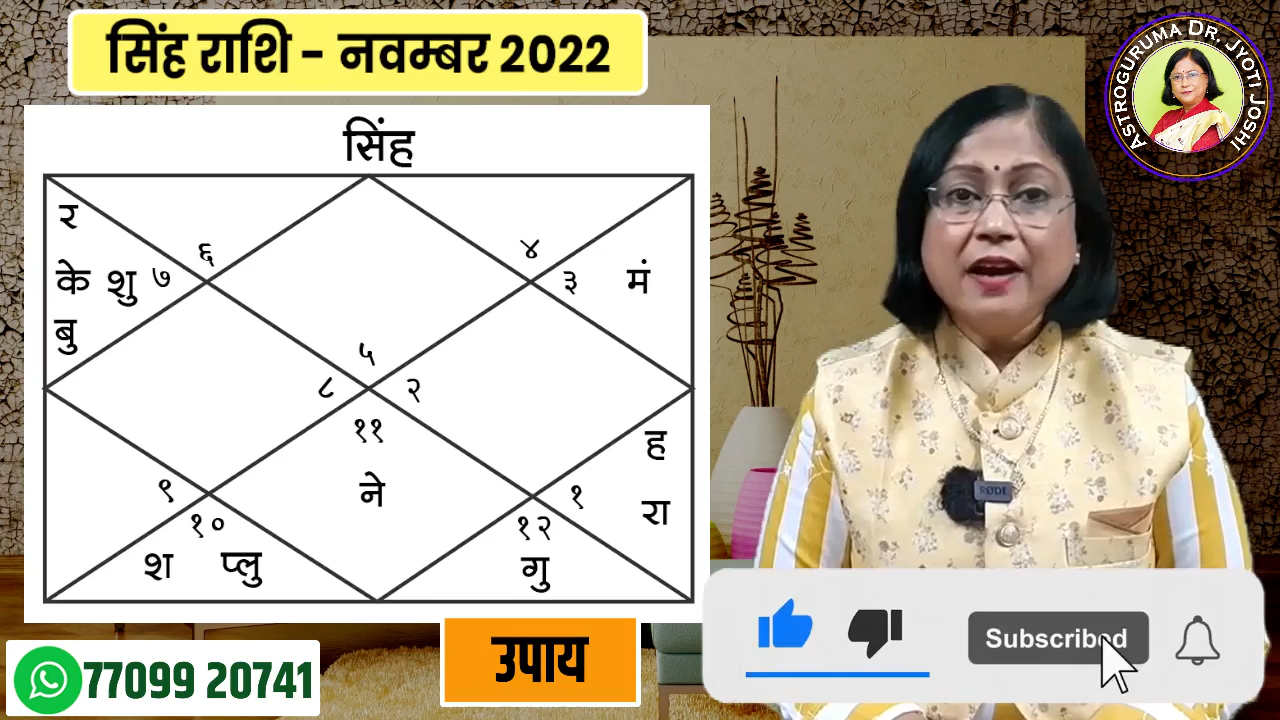 सिंह राशि - नवम्बर 2022
ASTROGURUMA DR. JYOTI JOSHI
सिंह
र
६
४
के शु ७
३ मं
बु
५
८ २
११
ह
९
ने
१
रा
१०
१२
श प्लु
गु
RØDE
उपाय
Subscribed
77099 20741